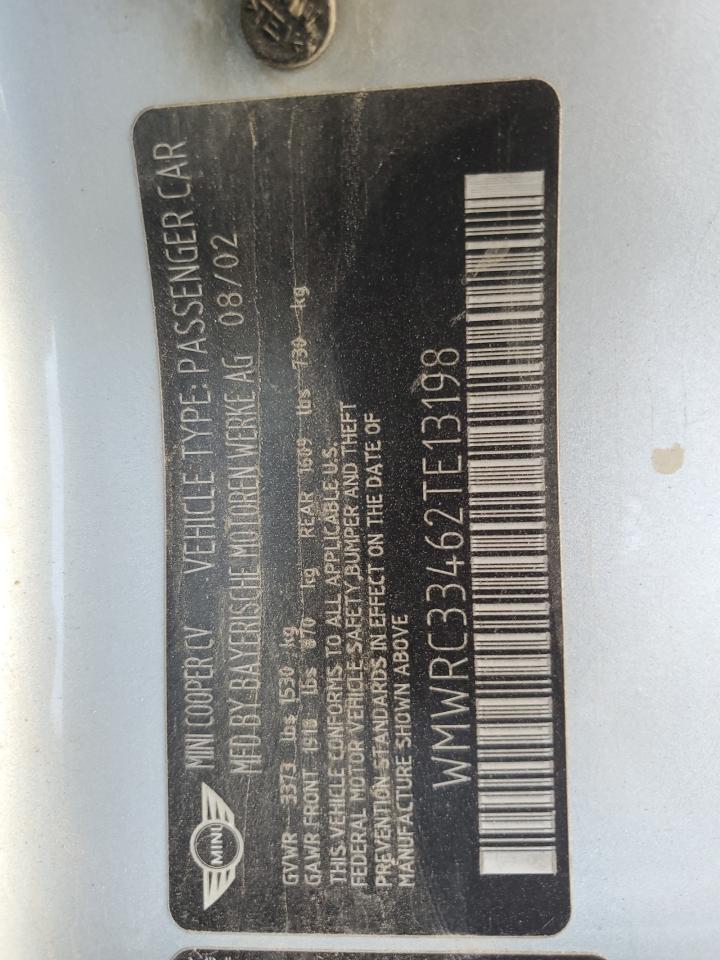 MINI
MINI COOPER CV VEHICLE TYPE: PASSENGER CAR
MFD BY BAYERISCHE MOTOREN WERKE AG 08/02
GVWR 3373 lbs 1530 kg
GAWR FRONT 1918 lbs 870 kg REAR 1609 lbs 730 kg
THIS VEHICLE CONFORMS TO ALL APPLICABLE U.S.
FEDERAL MOTOR VEHICLE SAFETY,BUMPER AND THEFT
PREVENTION STANDARDS IN EFFECT ON THE DATE OF
MANUFACTURE SHOWN ABOVE
WMWRC33462TE13198